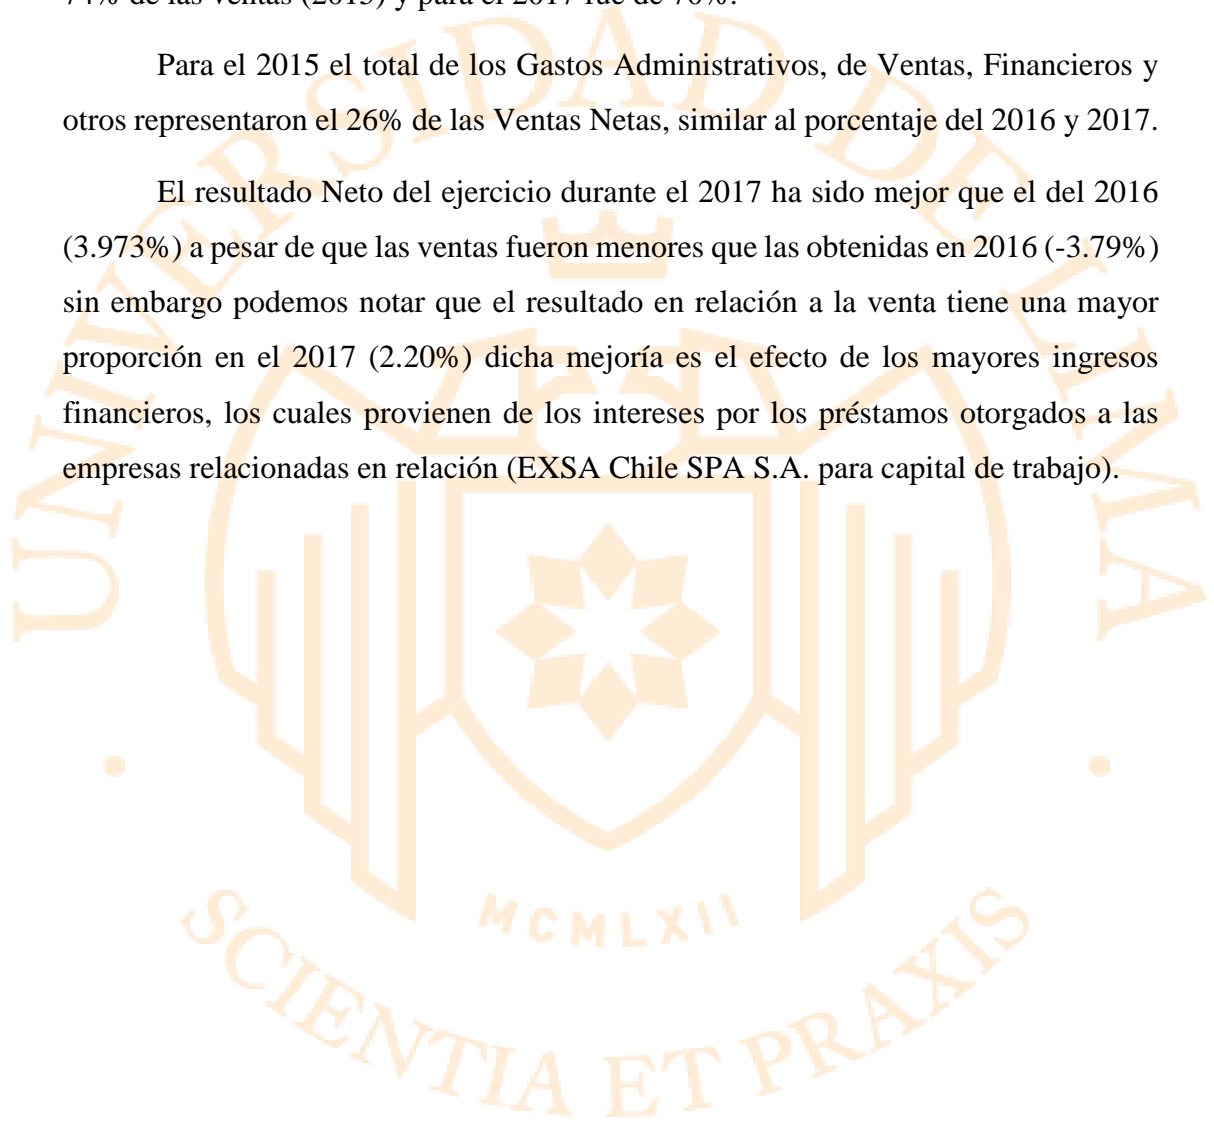 74% de las ventas (2015) y para el 2017 fue de 76%.
Para el 2015 el total de los Gastos Administrativos, de Ventas, Financieros y
otros representaron el 26% de las Ventas Netas, similar al porcentaje del 2016 y 2017.
El resultado Neto del ejercicio durante el 2017 ha sido mejor que el del 2016
(3.973%) a pesar de que las ventas fueron menores que las obtenidas en 2016 (-3.79%)
sin embargo podemos notar que el resultado en relación a la venta tiene una mayor
proporción en el 2017 (2.20%) dicha mejoría es el efecto de los mayores ingresos
financieros, los cuales provienen de los intereses por los préstamos otorgados a las
empresas relacionadas en relación (EXSA Chile SPA S.A. para capital de trabajo).
UNIVERSIDAD DE LIMA
MCMLXII
SCIENTIA ET PRAXIS